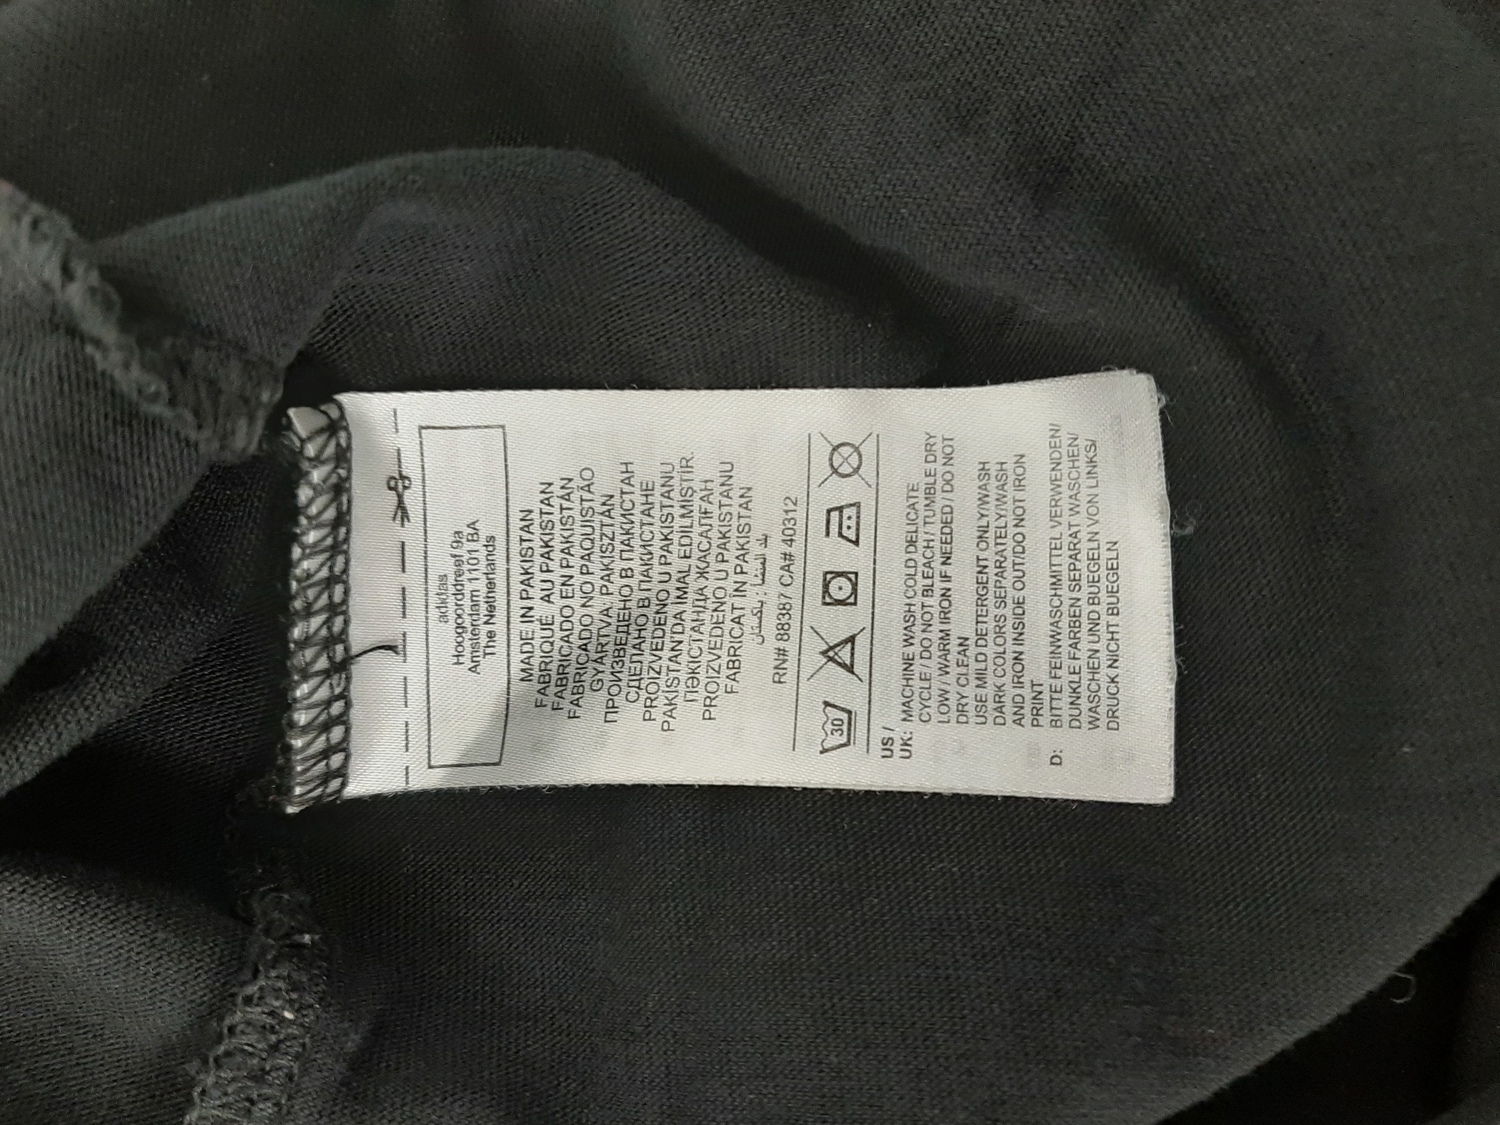 adidas
Hoogoorddreef 9a
Amsterdam 1101 BA
The Netherlands
MADE IN PAKISTAN
FABRIQUÉ AU PAKISTAN
FABRICADO EN PAKISTÁN
FABRICADO NO PAQUISTÃO
GYÁRTVA: PAKISZTÁN
ПРОИЗВЕДЕНО В ПАКИСТАН
СДЕЛАНО В ПАКИСТАНЕ
PROIZVEDENO U PAKISTANU
PAKİSTAN'DA İMAL EDİLMİŞTİR.
ПӘКІСТАНДА ЖАСАЛҒАН
PROIZVEDENO U PAKISTANU
FABRICAT ÎN PAKISTAN
بلد المنشأ : باكستان
RN# 88387 CA# 40312
30
US /
UK: MACHINE WASH COLD DELICATE
CYCLE / DO NOT BLEACH / TUMBLE DRY
LOW / WARM IRON IF NEEDED / DO NOT
DRY CLEAN
USE MILD DETERGENT ONLY/WASH
DARK COLORS SEPARATELY/WASH
AND IRON INSIDE OUT/DO NOT IRON
PRINT
D: BITTE FEINWASCHMITTEL VERWENDEN/
DUNKLE FARBEN SEPARAT WASCHEN/
WASCHEN UND BUEGELN VON LINKS/
DRUCK NICHT BUEGELN